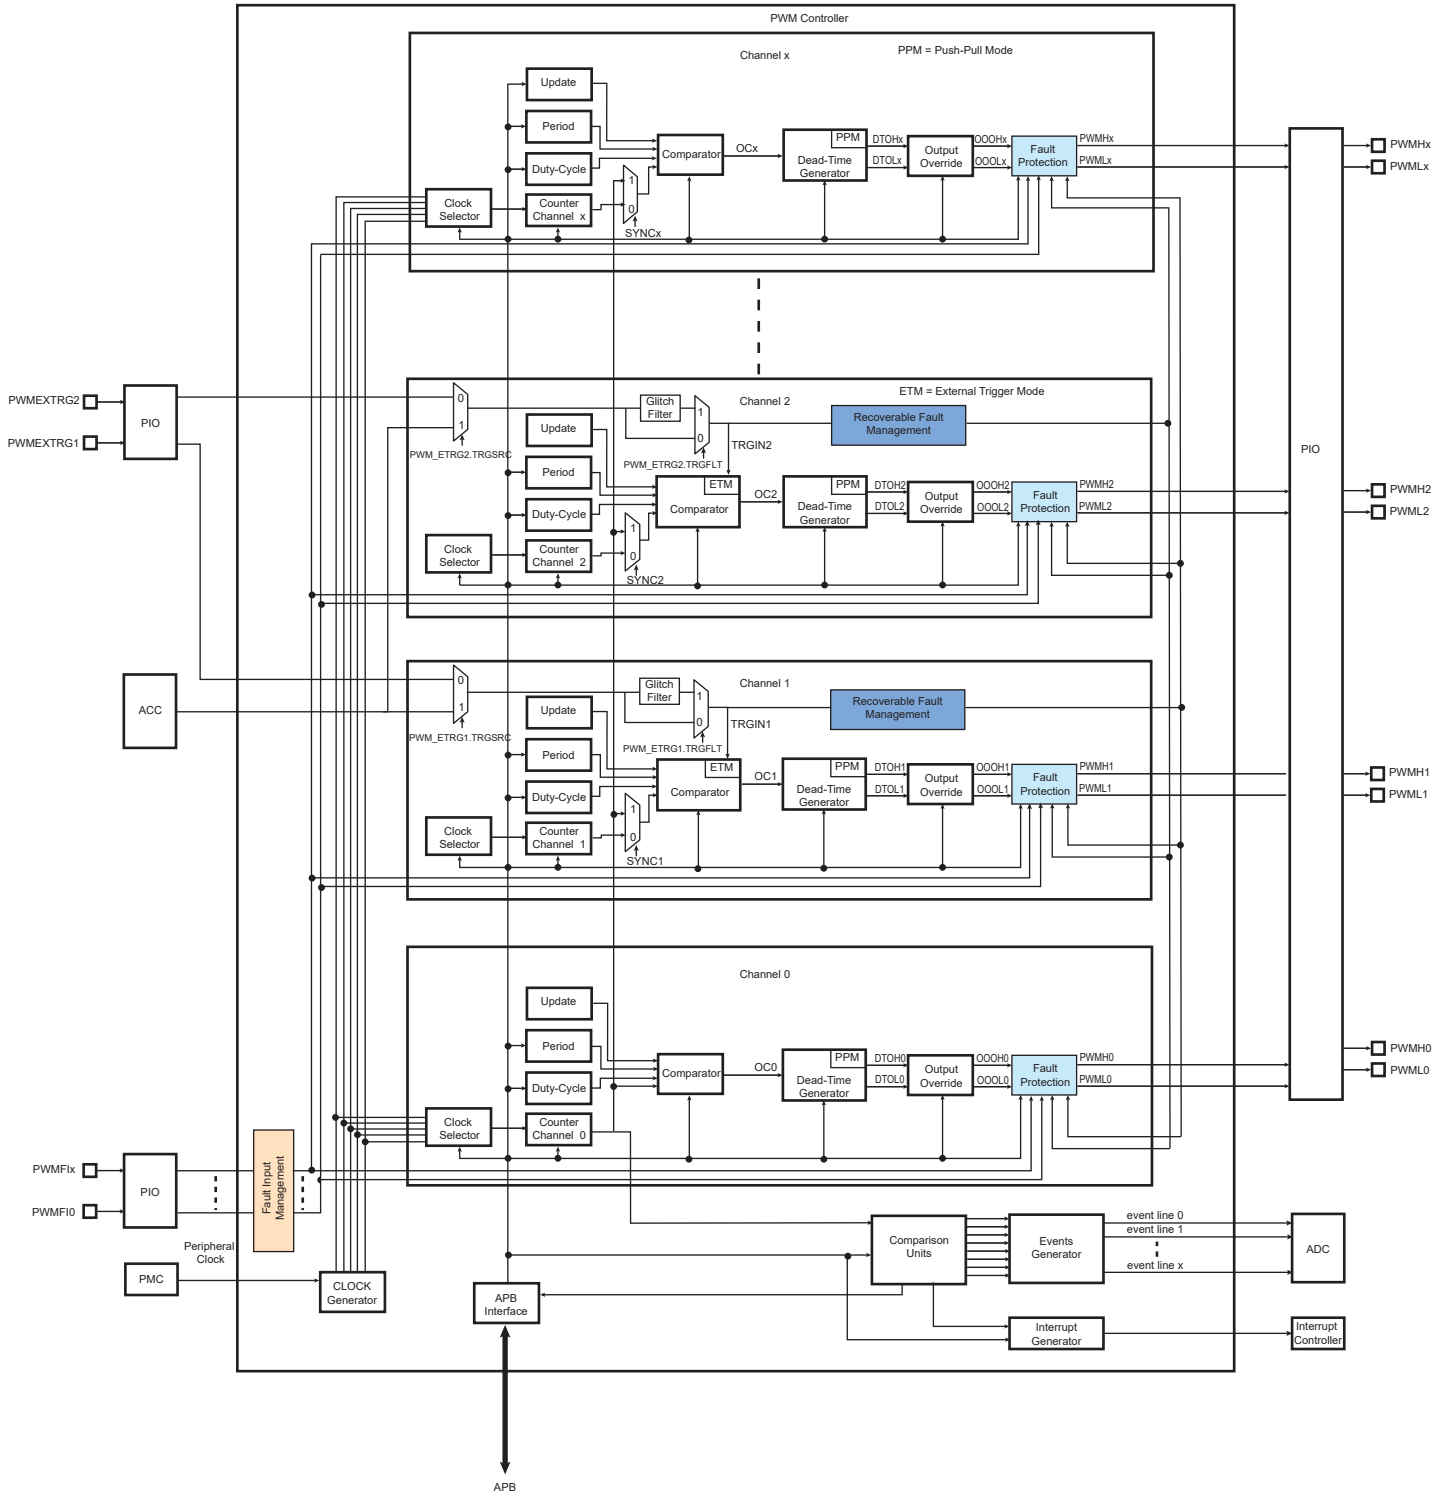 PWM Controller
Channel x
PPM = Push-Pull Mode
Update
Period
Comparator
OCx
PPM
Dead-Time
Generator
DTOHx
DTOLx
Output
Override
OOOHx
OOOLx
Fault
Protection
PWMHx
PWMLx
PWMHx
PWMLx
Duty-Cycle
1
0
Clock
Selector
Counter
Channel x
SYNCx
PWMEXTRG2
PWMEXTRG1
PIO
PIO
0
1
PWM_ETRG2.TRGSRC
Glitch
Filter
1
0
PWM_ETRG2.TRGFLT
Channel 2
ETM = External Trigger Mode
TRGIN2
Recoverable Fault
Management
Update
Period
ETM
Comparator
OC2
PPM
Dead-Time
Generator
DTOH2
DTOL2
Output
Override
OOOH2
OOOL2
Fault
Protection
PWMH2
PWML2
PWMH2
PWML2
Duty-Cycle
1
0
Clock
Selector
Counter
Channel 2
SYNC2
ACC
0
1
PWM_ETRG1.TRGSRC
Glitch
Filter
1
0
PWM_ETRG1.TRGFLT
Channel 1
TRGIN1
Recoverable Fault
Management
Update
Period
ETM
Comparator
OC1
PPM
Dead-Time
Generator
DTOH1
DTOL1
Output
Override
OOOH1
OOOL1
Fault
Protection
PWMH1
PWML1
PWMH1
PWML1
Duty-Cycle
1
0
Clock
Selector
Counter
Channel 1
SYNC1
Channel 0
Update
Period
Comparator
OC0
PPM
Dead-Time
Generator
DTOH0
DTOL0
Output
Override
OOOH0
OOOL0
Fault
Protection
PWMH0
PWML0
PWMH0
PWML0
Duty-Cycle
Clock
Selector
Counter
Channel 0
PWMFIx
PWMFI0
PIO
Fault Input
Management
Peripheral
Clock
PMC
CLOCK
Generator
APB
Interface
Comparison
Units
Events
Generator
event line 0
event line 1
event line x
ADC
Interrupt
Generator
Interrupt
Controller
APB